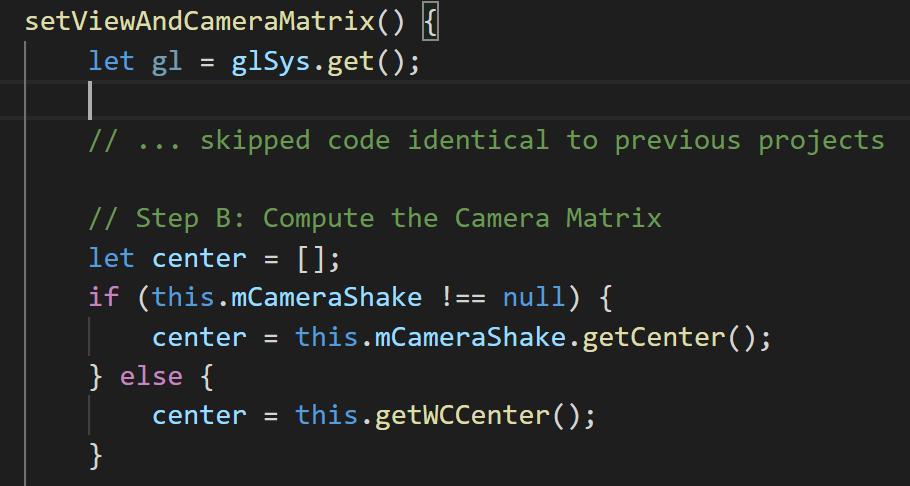 setViewAndCameraMatrix() {
let gl = glSys.get();
// ... skipped code identical to previous projects
// Step B: Compute the Camera Matrix
let center = [];
if (this.mCameraShake !== null) {
center = this.mCameraShake.getCenter();
} else {
center = this.getWCCenter();
}